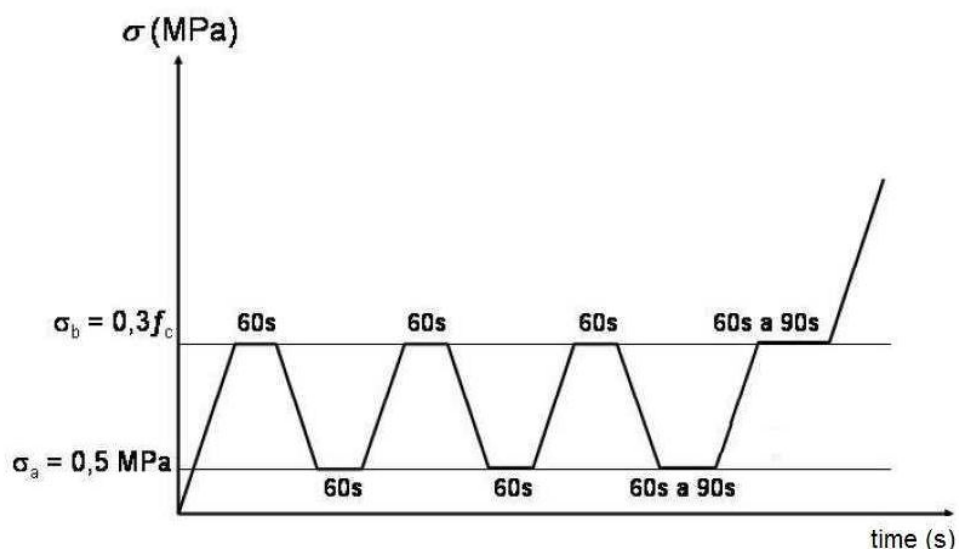 σ (MPa)
σb = 0,3fc
60s
60s
60s
60s a 90s
σa = 0,5 MPa
60s
60s
60s a 90s
time (s)